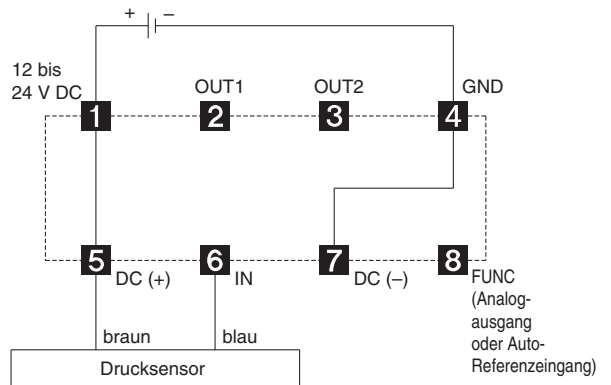 + –
12 bis
24 V DC
OUT1
OUT2
GND
1
2
3
4
5
DC (+)
6
IN
7
DC (–)
8
FUNC
(Analog-
ausgang
oder Auto-
Referenzeingang)
braun
blau
Drucksensor